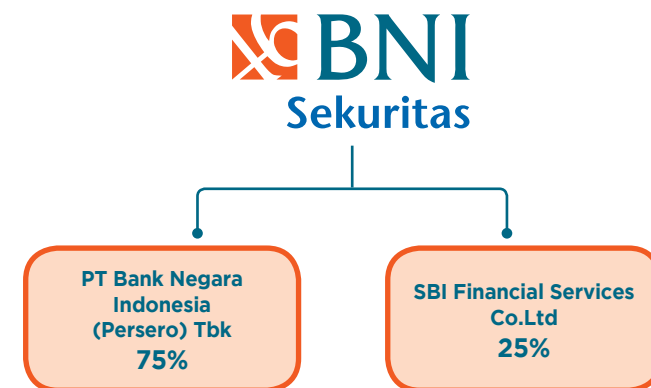 BNI
Sekuritas
PT Bank Negara
Indonesia
(Persero) Tbk
75%
SBI Financial Services
Co.Ltd
25%